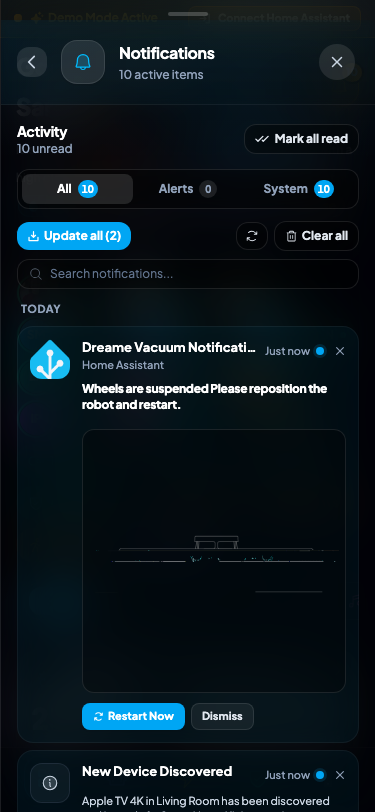 Demo Mode Active
Connect Home Assistant
Notifications
10 active items
Activity
10 unread
Mark all read
All 10
Alerts 0
System 10
Update all (2)
Clear all
Search notifications...
TODAY
Dreame Vacuum Notificati...
Just now
Home Assistant
Wheels are suspended Please reposition the
robot and restart.
Restart Now
Dismiss
New Device Discovered
Just now
Apple TV 4K in Living Room has been discovered